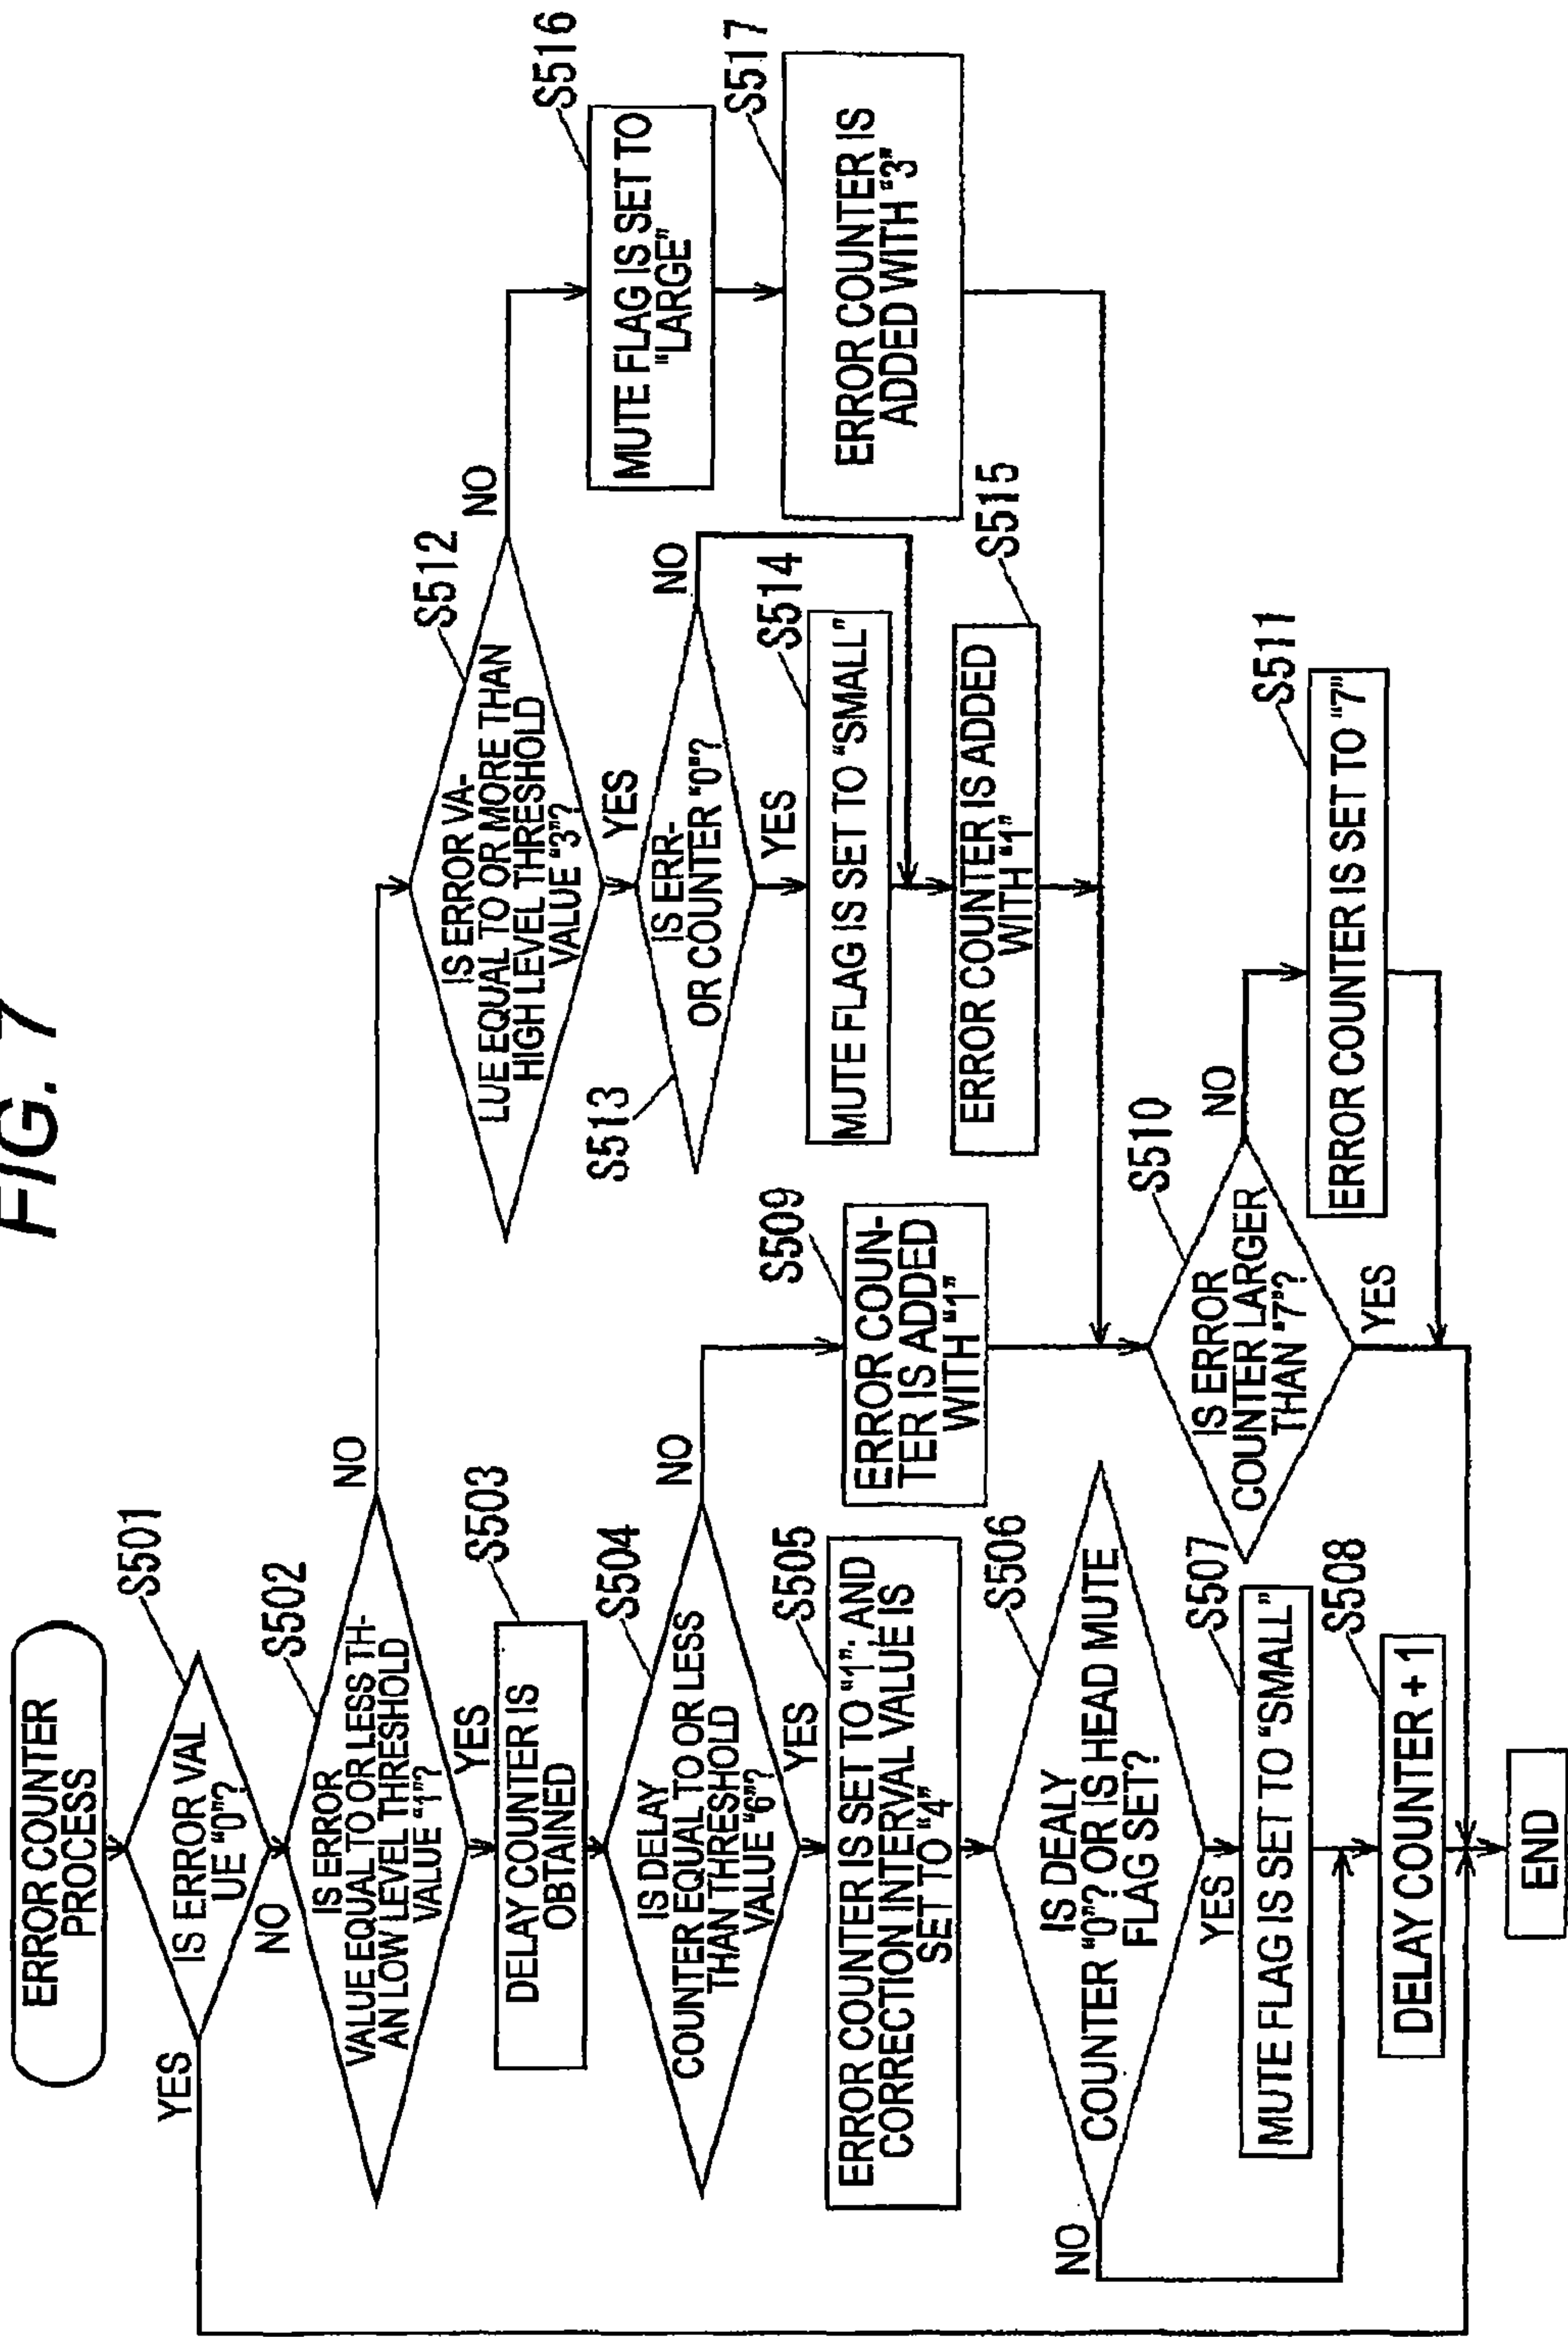 FIG. 7
ERROR COUNTER
PROCESS
S501
IS ERROR VAL
UE "0"?
YES
NO
S502
IS ERROR
VALUE EQUAL TO OR LESS TH-
AN LOW LEVEL THRESHOLD
VALUE "1"?
NO
YES
S503
DELAY COUNTER IS
OBTAINED
S504
IS DELAY
COUNTER EQUAL TO OR LESS
THAN THRESHOLD
VALUE "6"?
NO
YES
S505
ERROR COUNTER IS SET TO "1", AND
CORRECTION INTERVAL VALUE IS
SET TO "4"
S506
IS DEALY
COUNTER "0"? OR IS HEAD MUTE
FLAG SET?
NO
YES
S507
MUTE FLAG IS SET TO "SMALL"
S508
DELAY COUNTER + 1
END
S509
ERROR COUN-
TER IS ADDED
WITH "1"
S510
IS ERROR
COUNTER LARGER
THAN "7"?
NO
YES
S511
ERROR COUNTER IS SET TO "7"
S512
IS ERROR VA-
LUE EQUAL TO OR MORE THAN
HIGH LEVEL THRESHOLD
VALUE "3"?
NO
YES
S513
IS ERR-
OR COUNTER "0"?
NO
YES
S514
MUTE FLAG IS SET TO "SMALL"
S515
ERROR COUNTER IS ADDED
WITH "1"
S516
MUTE FLAG IS SET TO
"LARGE"
S517
ERROR COUNTER IS
ADDED WITH "3"